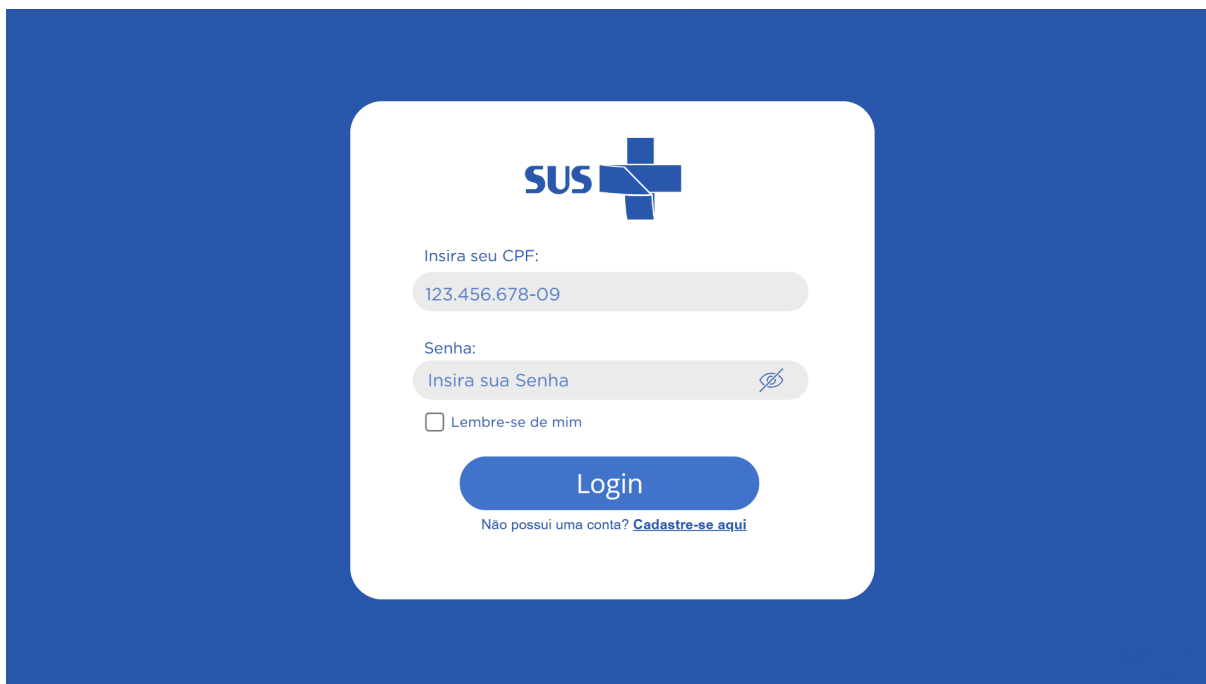 SUS
Insira seu CPF:
123.456.678-09
Senha:
Insira sua Senha
Lembre-se de mim
Login
Não possui uma conta? Cadastre-se aqui